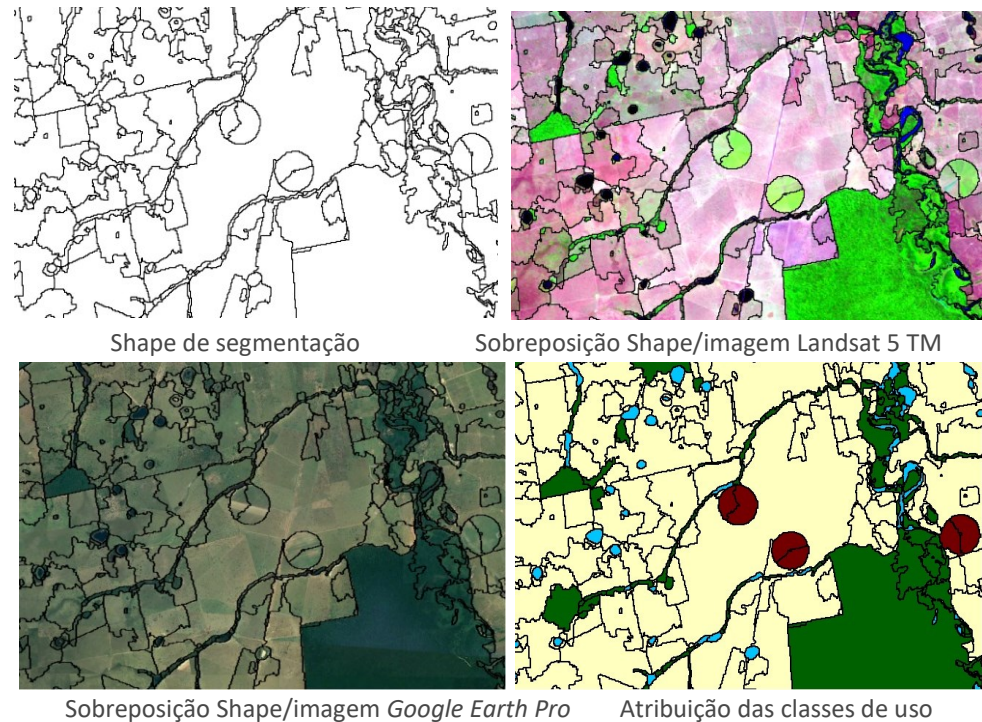 Shape de segmentação
Sobreposição Shape/imagem Landsat 5 TM
Sobreposição Shape/imagem Google Earth Pro
Atribuição das classes de uso